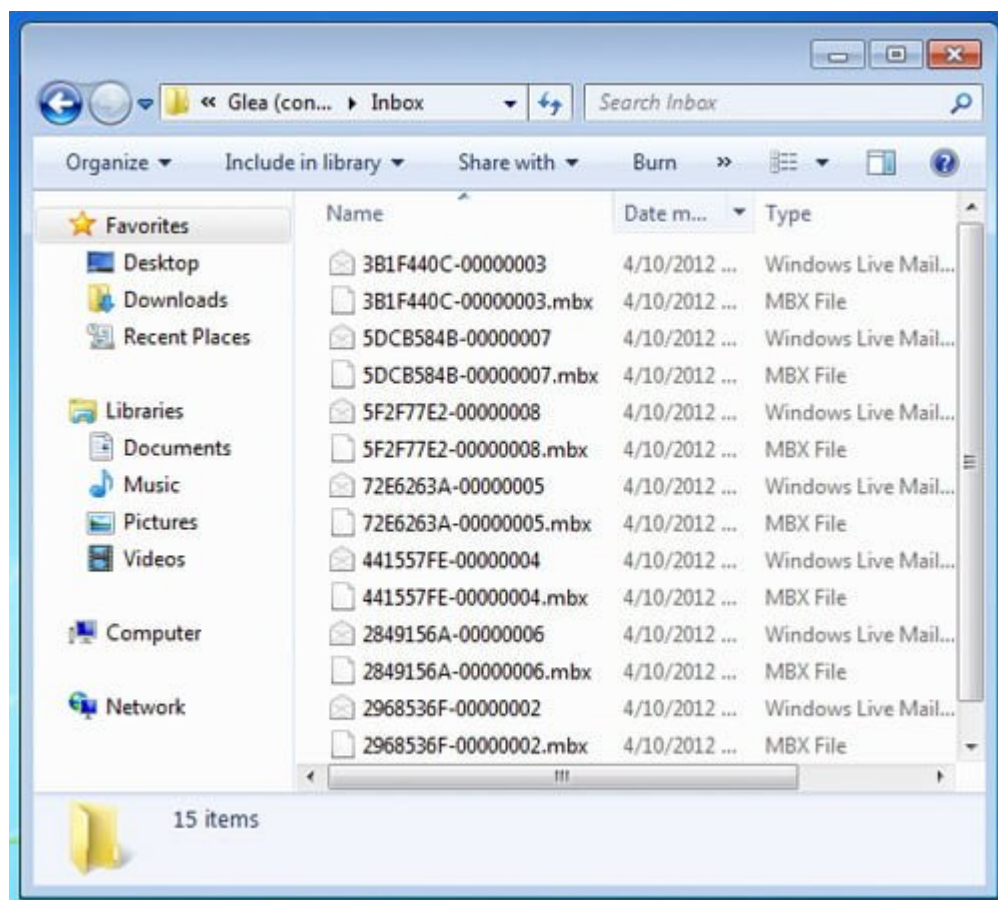 « Glea (con... Inbox Search Inbox
Organize Include in library Share with Burn »
Favorites
Desktop
Downloads
Recent Places
Libraries
Documents
Music
Pictures
Videos
Computer
Network
Name Date m... Type
3B1F440C-00000003 4/10/2012 ... Windows Live Mail...
3B1F440C-00000003.mbx 4/10/2012 ... MBX File
5DCB584B-00000007 4/10/2012 ... Windows Live Mail...
5DCB584B-00000007.mbx 4/10/2012 ... MBX File
5F2F77E2-00000008 4/10/2012 ... Windows Live Mail...
5F2F77E2-00000008.mbx 4/10/2012 ... MBX File
72E6263A-00000005 4/10/2012 ... Windows Live Mail...
72E6263A-00000005.mbx 4/10/2012 ... MBX File
441557FE-00000004 4/10/2012 ... Windows Live Mail...
441557FE-00000004.mbx 4/10/2012 ... MBX File
2849156A-00000006 4/10/2012 ... Windows Live Mail...
2849156A-00000006.mbx 4/10/2012 ... MBX File
2968536F-00000002 4/10/2012 ... Windows Live Mail...
2968536F-00000002.mbx 4/10/2012 ... MBX File
15 items